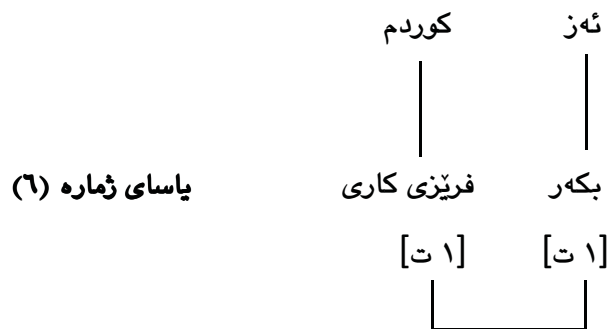 ئەز کوردم
بکەر فرێزی کاری یاسای ژمارە (٦)
[١ ت] [١ ت]